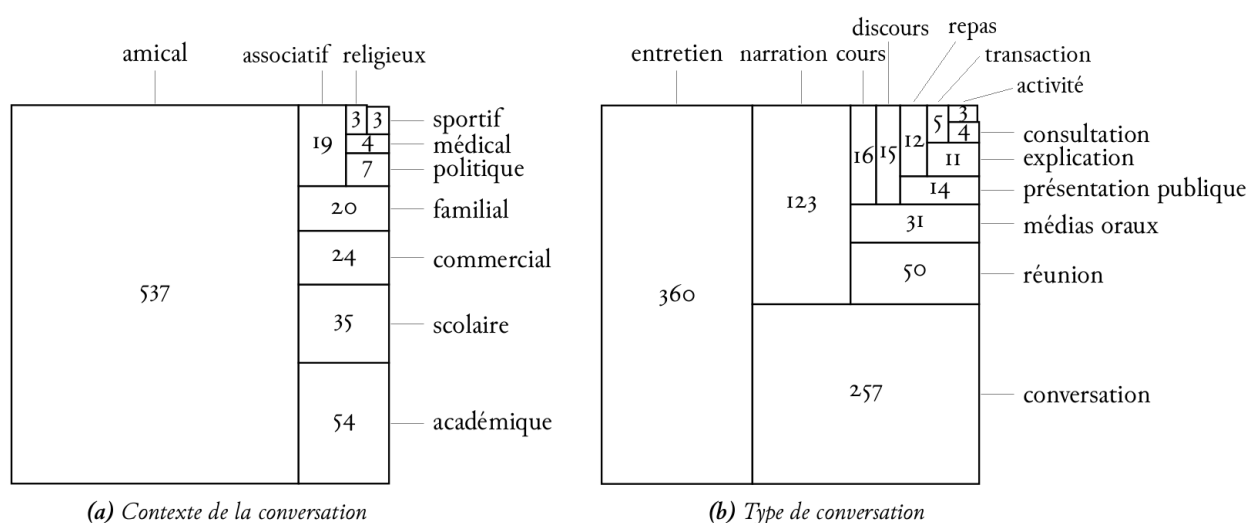 amical
associatif
religieux
3
3
sportif
19
4
médical
7
politique
20
familial
24
commercial
537
35
scolaire
54
académique
(a) Contexte de la conversation
discours
repas
entretien
narration
cours
transaction
activité
3
5
4
consultation
16
15
12
11
explication
14
présentation publique
123
31
médias oraux
50
réunion
360
257
conversation
(b) Type de conversation